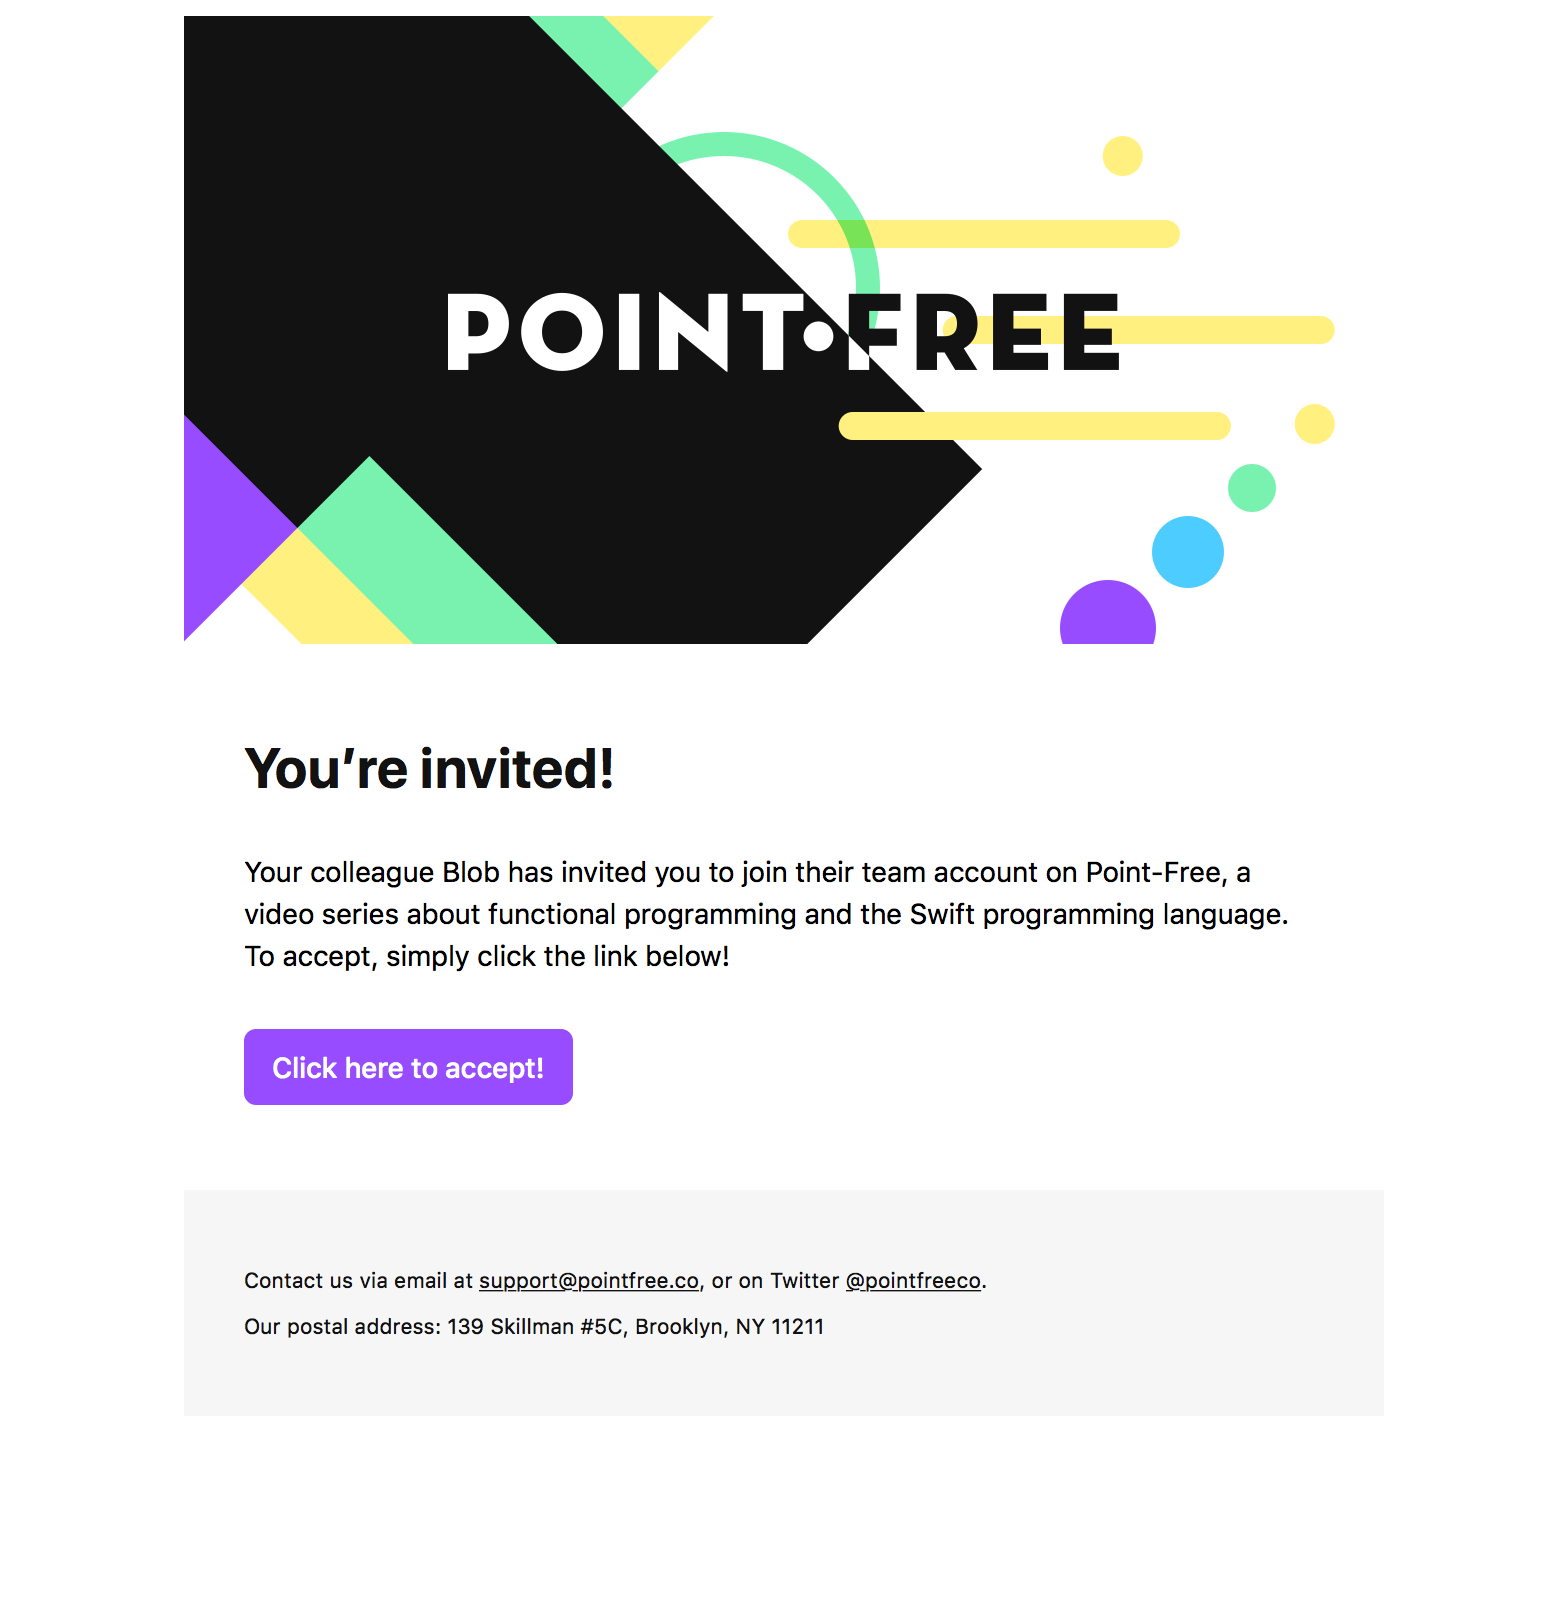 POINT•FREE
You’re invited!
Your colleague Blob has invited you to join their team account on Point-Free, a
video series about functional programming and the Swift programming language.
To accept, simply click the link below!
Click here to accept!
Contact us via email at support@pointfree.co, or on Twitter @pointfreeco.
Our postal address: 139 Skillman #5C, Brooklyn, NY 11211